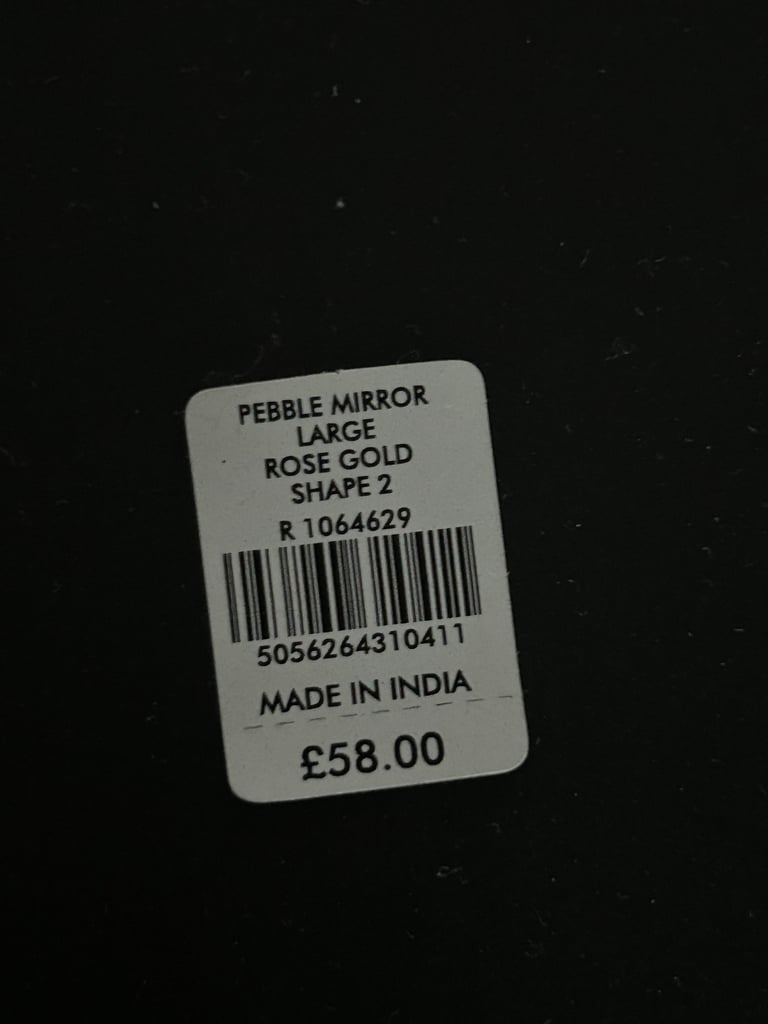 PEBBLE MIRROR
LARGE
ROSE GOLD
SHAPE 2
R 1064629
5056264310411
MADE IN INDIA
£58.00